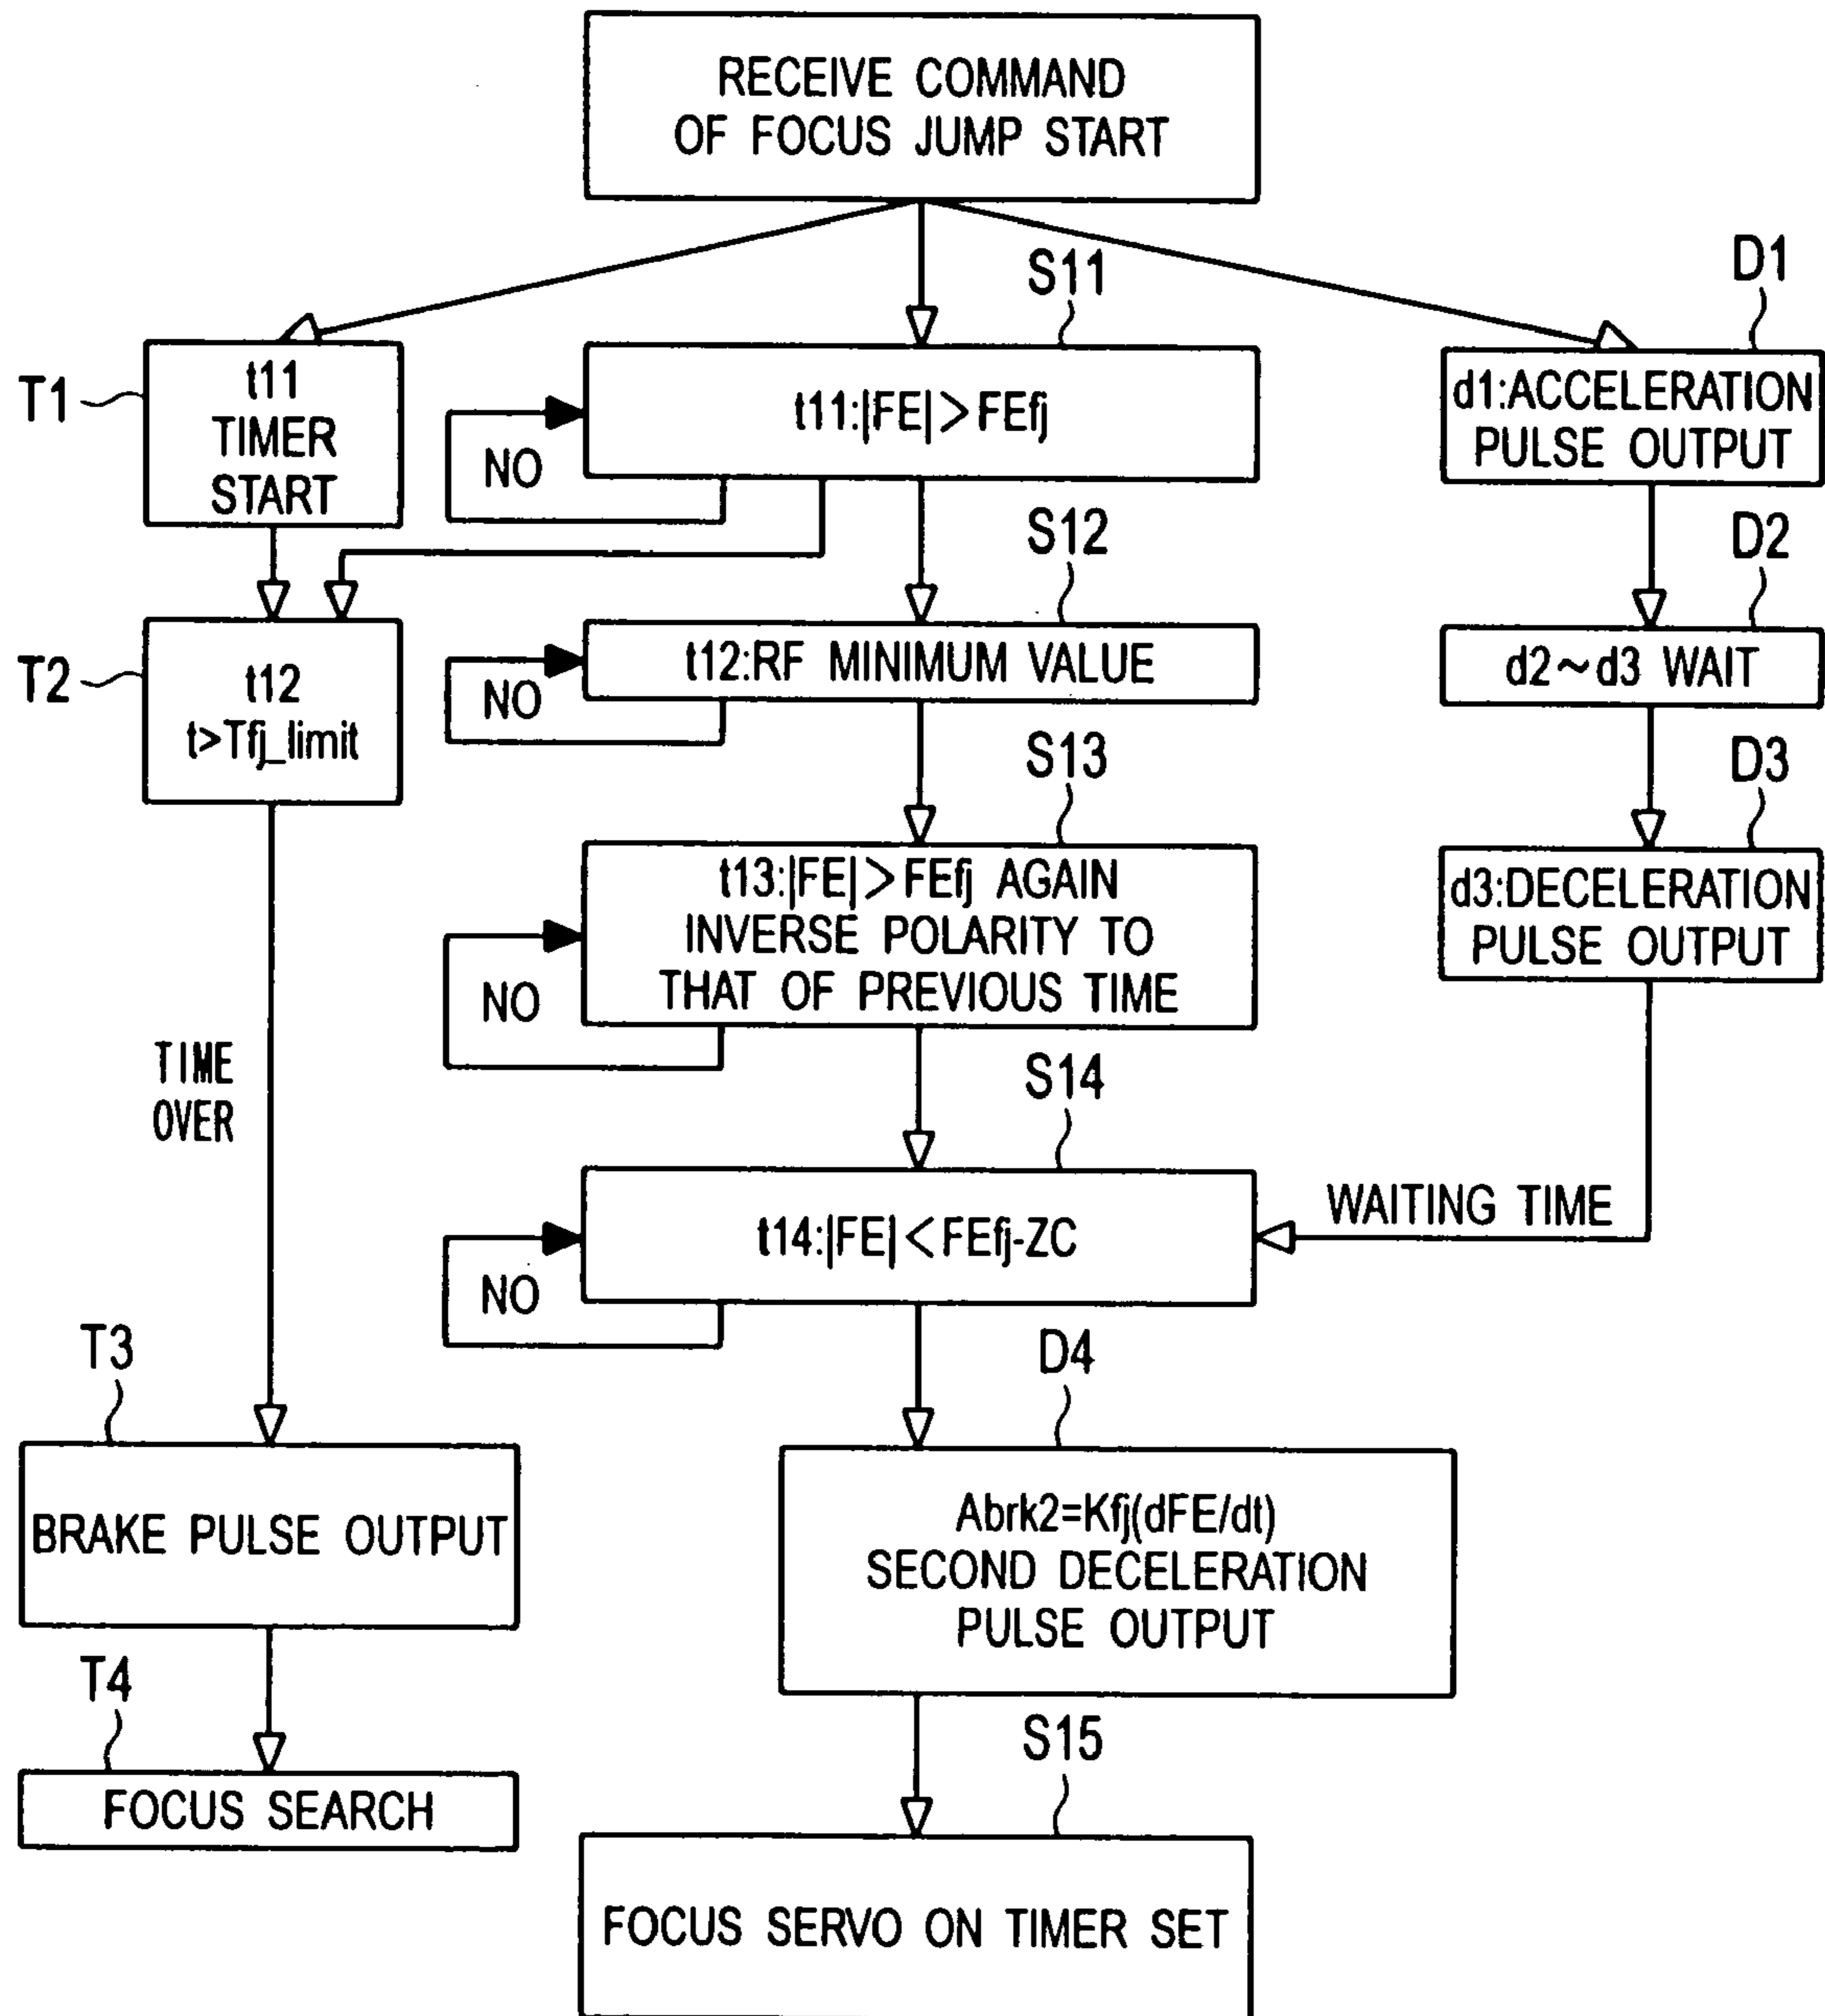 RECEIVE COMMAND
OF FOCUS JUMP START
S11
D1
T1
t11
TIMER
START
t11:|FE|>FEfj
NO
d1:ACCELERATION
PULSE OUTPUT
S12
D2
T2
t12
t>Tfj_limit
t12:RF MINIMUM VALUE
NO
d2~d3 WAIT
S13
D3
t13:|FE|>FEfj AGAIN
INVERSE POLARITY TO
THAT OF PREVIOUS TIME
NO
d3:DECELERATION
PULSE OUTPUT
TIME
OVER
S14
t14:|FE|<FEfj-ZC
NO
WAITING TIME
T3
D4
BRAKE PULSE OUTPUT
Abrk2=Kfj(dFE/dt)
SECOND DECELERATION
PULSE OUTPUT
T4
S15
FOCUS SEARCH
FOCUS SERVO ON TIMER SET